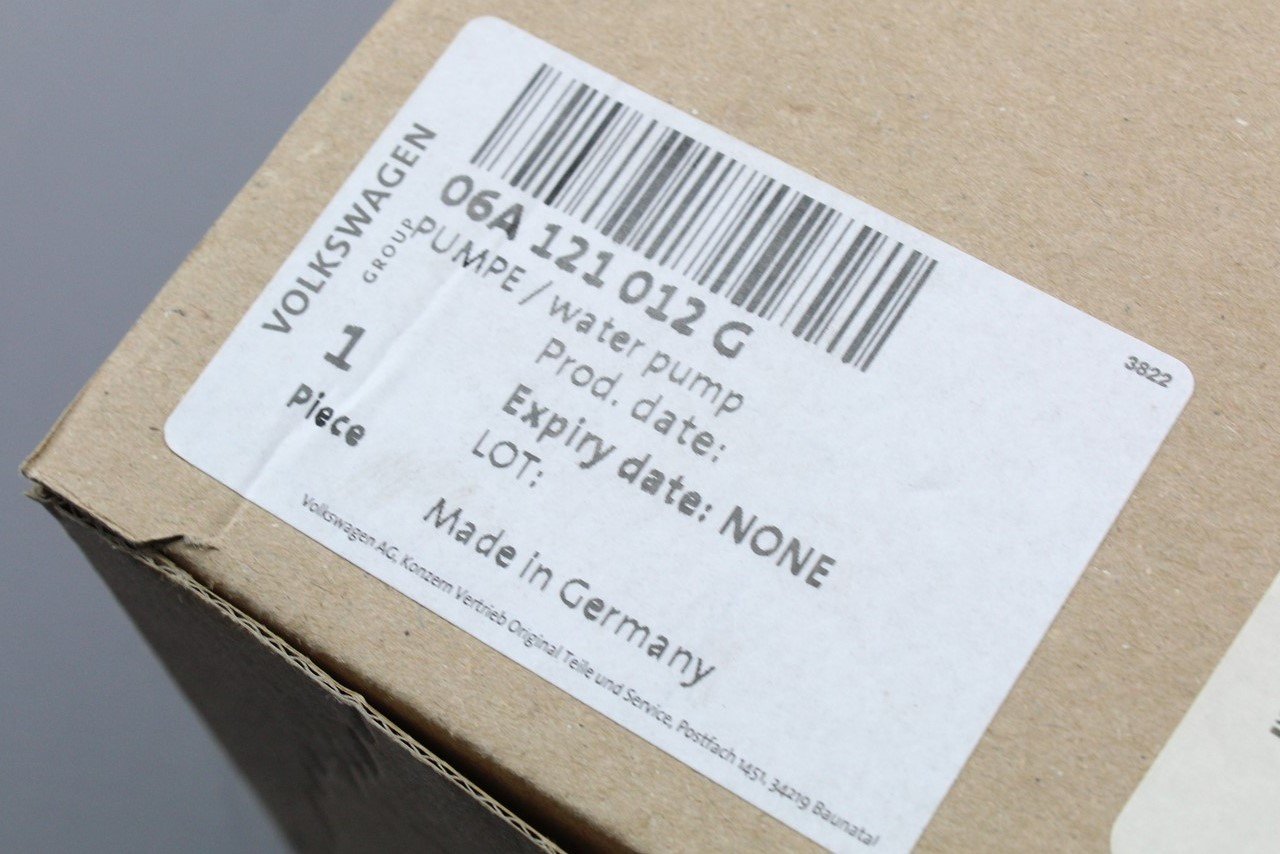 VOLKSWAGEN
GROUP
06A 121 012 G
PUMPE / water pump
Prod. date:
Expiry date: NONE
LOT:
1
Piece
Made in Germany
Volkswagen AG, Konzern Vertrieb Original Teile und Service, Postfach 1451, 34219 Baunatal
3822